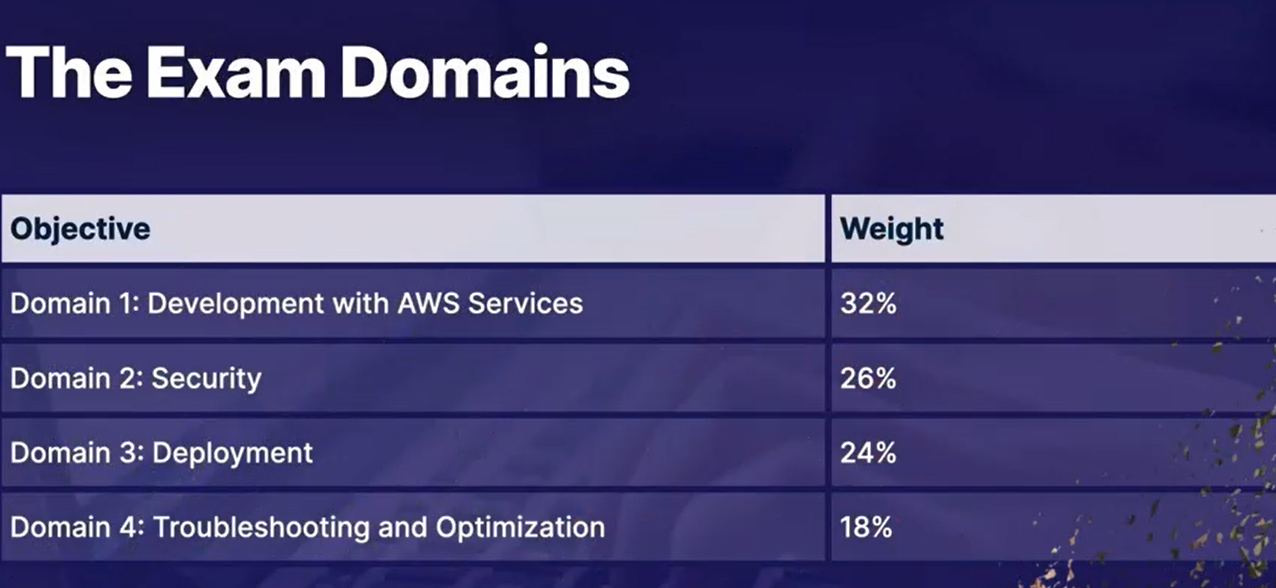 The Exam Domains
Objective Weight
Domain 1: Development with AWS Services 32%
Domain 2: Security 26%
Domain 3: Deployment 24%
Domain 4: Troubleshooting and Optimization 18%